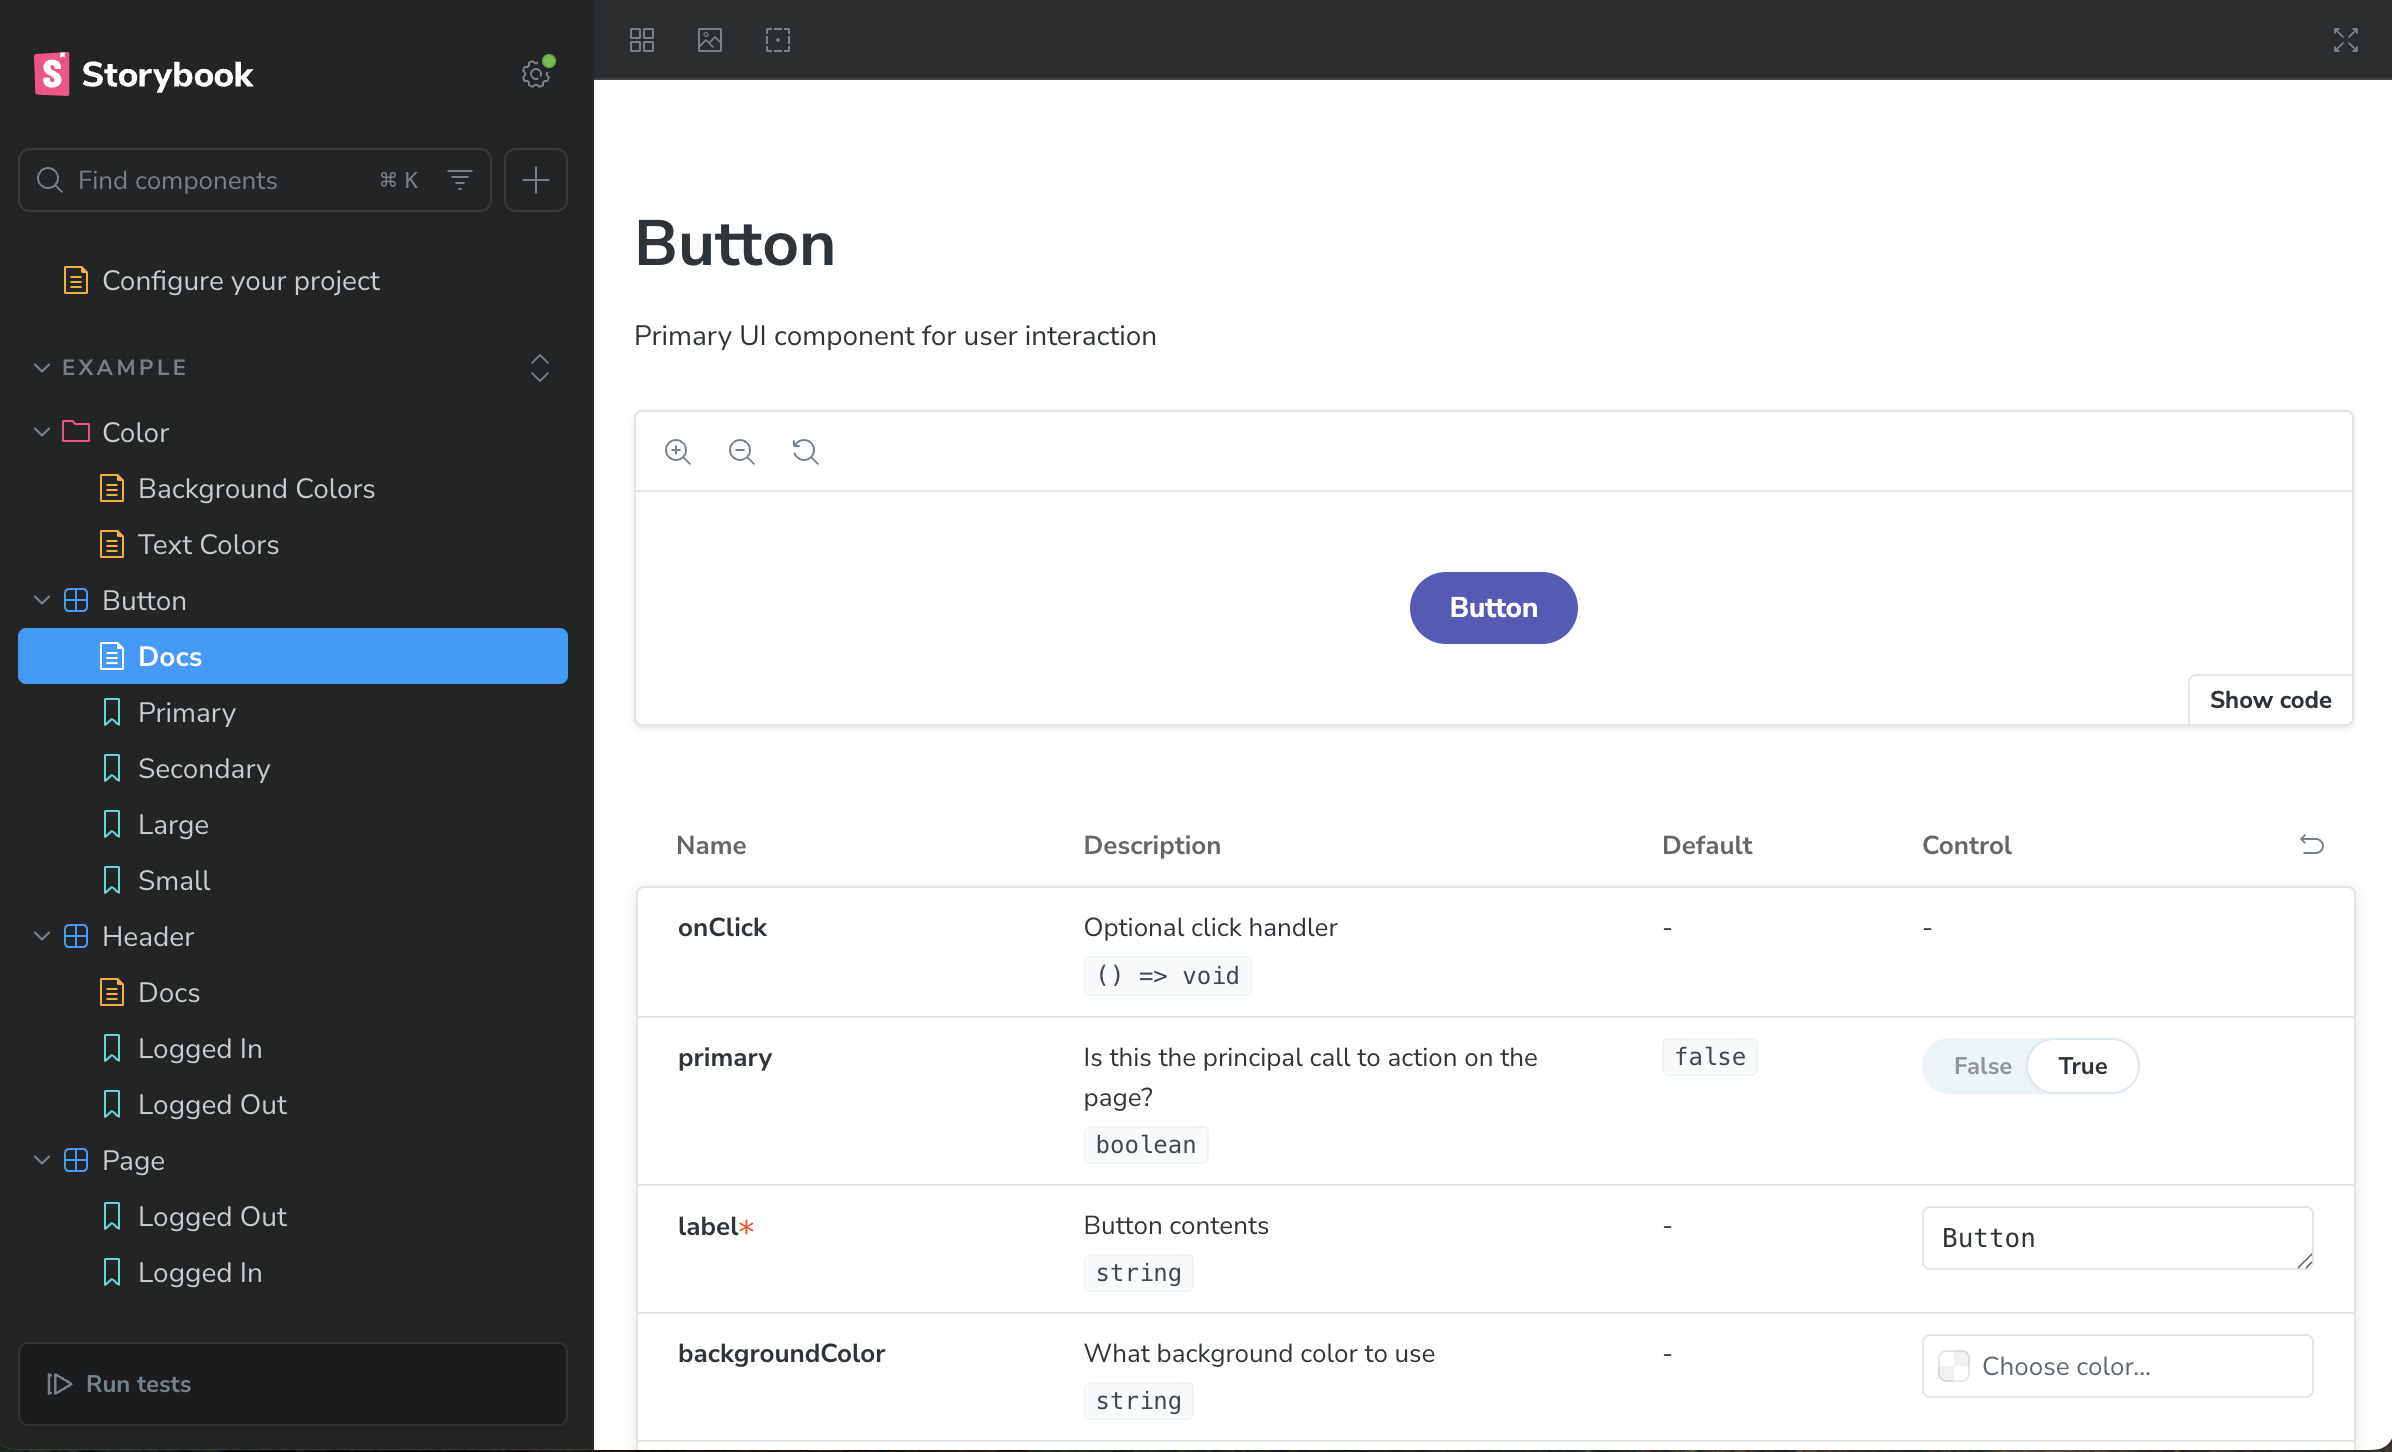 Storybook
Find components ⌘ K
Configure your project
EXAMPLE
Color
Background Colors
Text Colors
Button
Docs
Primary
Secondary
Large
Small
Header
Docs
Logged In
Logged Out
Page
Logged Out
Logged In
Run tests
Button
Primary UI component for user interaction
Button
Show code
Name Description Default Control
onClick Optional click handler - -
() => void
primary Is this the principal call to action on the false False True
page?
boolean
label* Button contents - Button
string
backgroundColor What background color to use - Choose color...
string